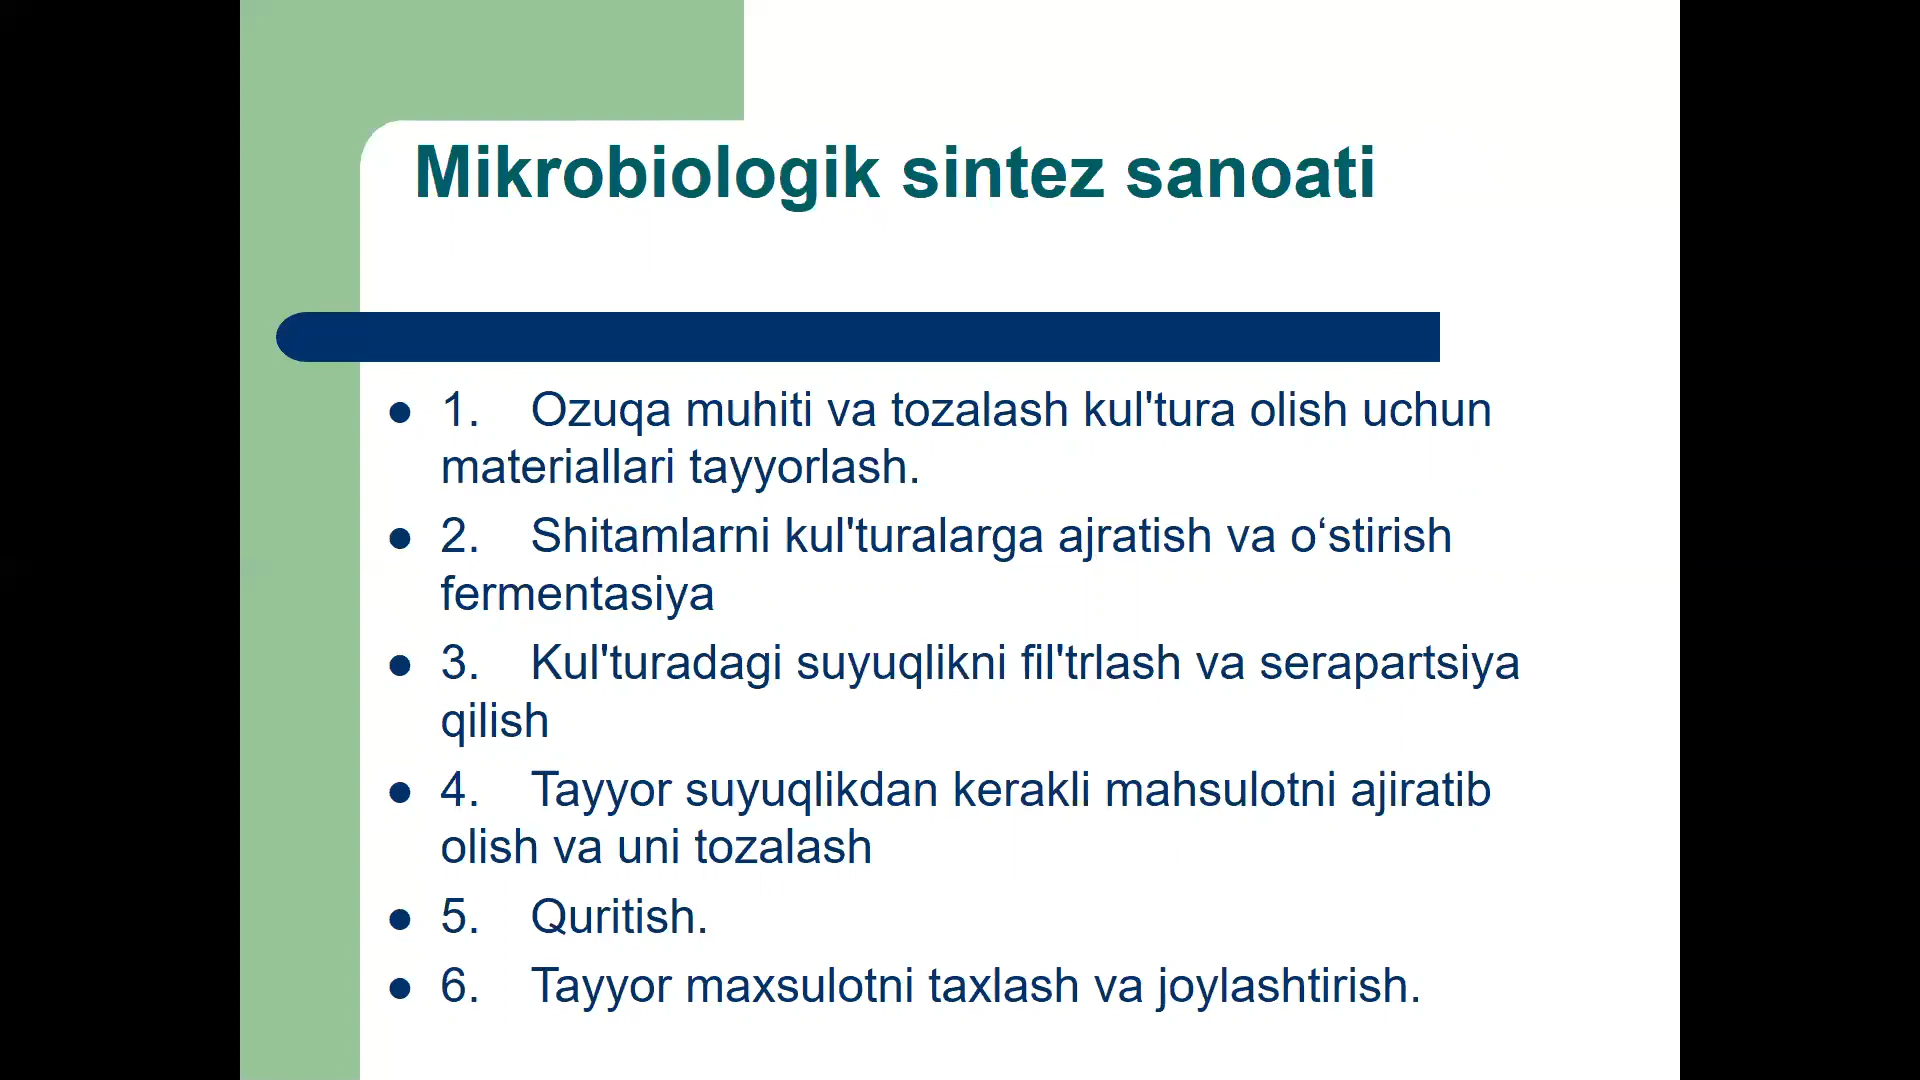 Mikrobiologik sintez sanoati
● 1. Ozuqa muhiti va tozalash kul'tura olish uchun
materiallari tayyorlash.
● 2. Shitamlarni kul'turalarga ajratish va o‘stirish
fermentasiya
● 3. Kul'turadagi suyuqlikni fil'trlash va serapartsiya
qilish
● 4. Tayyor suyuqlikdan kerakli mahsulotni ajiratib
olish va uni tozalash
● 5. Quritish.
● 6. Tayyor maxsulotni taxlash va joylashtirish.